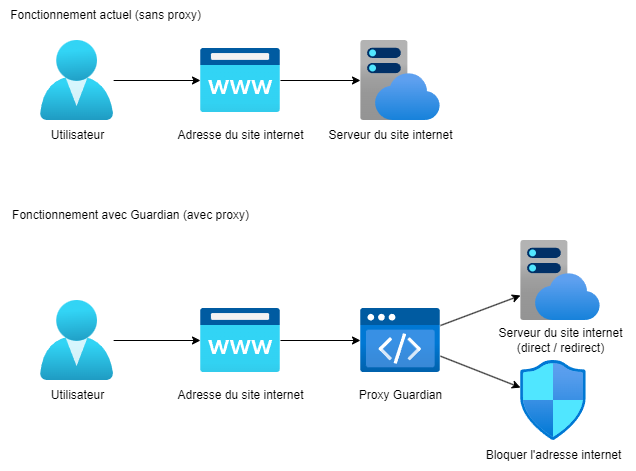 Fonctionnement actuel (sans proxy)
WWW
Utilisateur
Adresse du site internet
Serveur du site internet
Fonctionnement avec Guardian (avec proxy)
WWW
</>
Serveur du site internet
(direct / redirect)
Utilisateur
Adresse du site internet
Proxy Guardian
Bloquer l'adresse internet